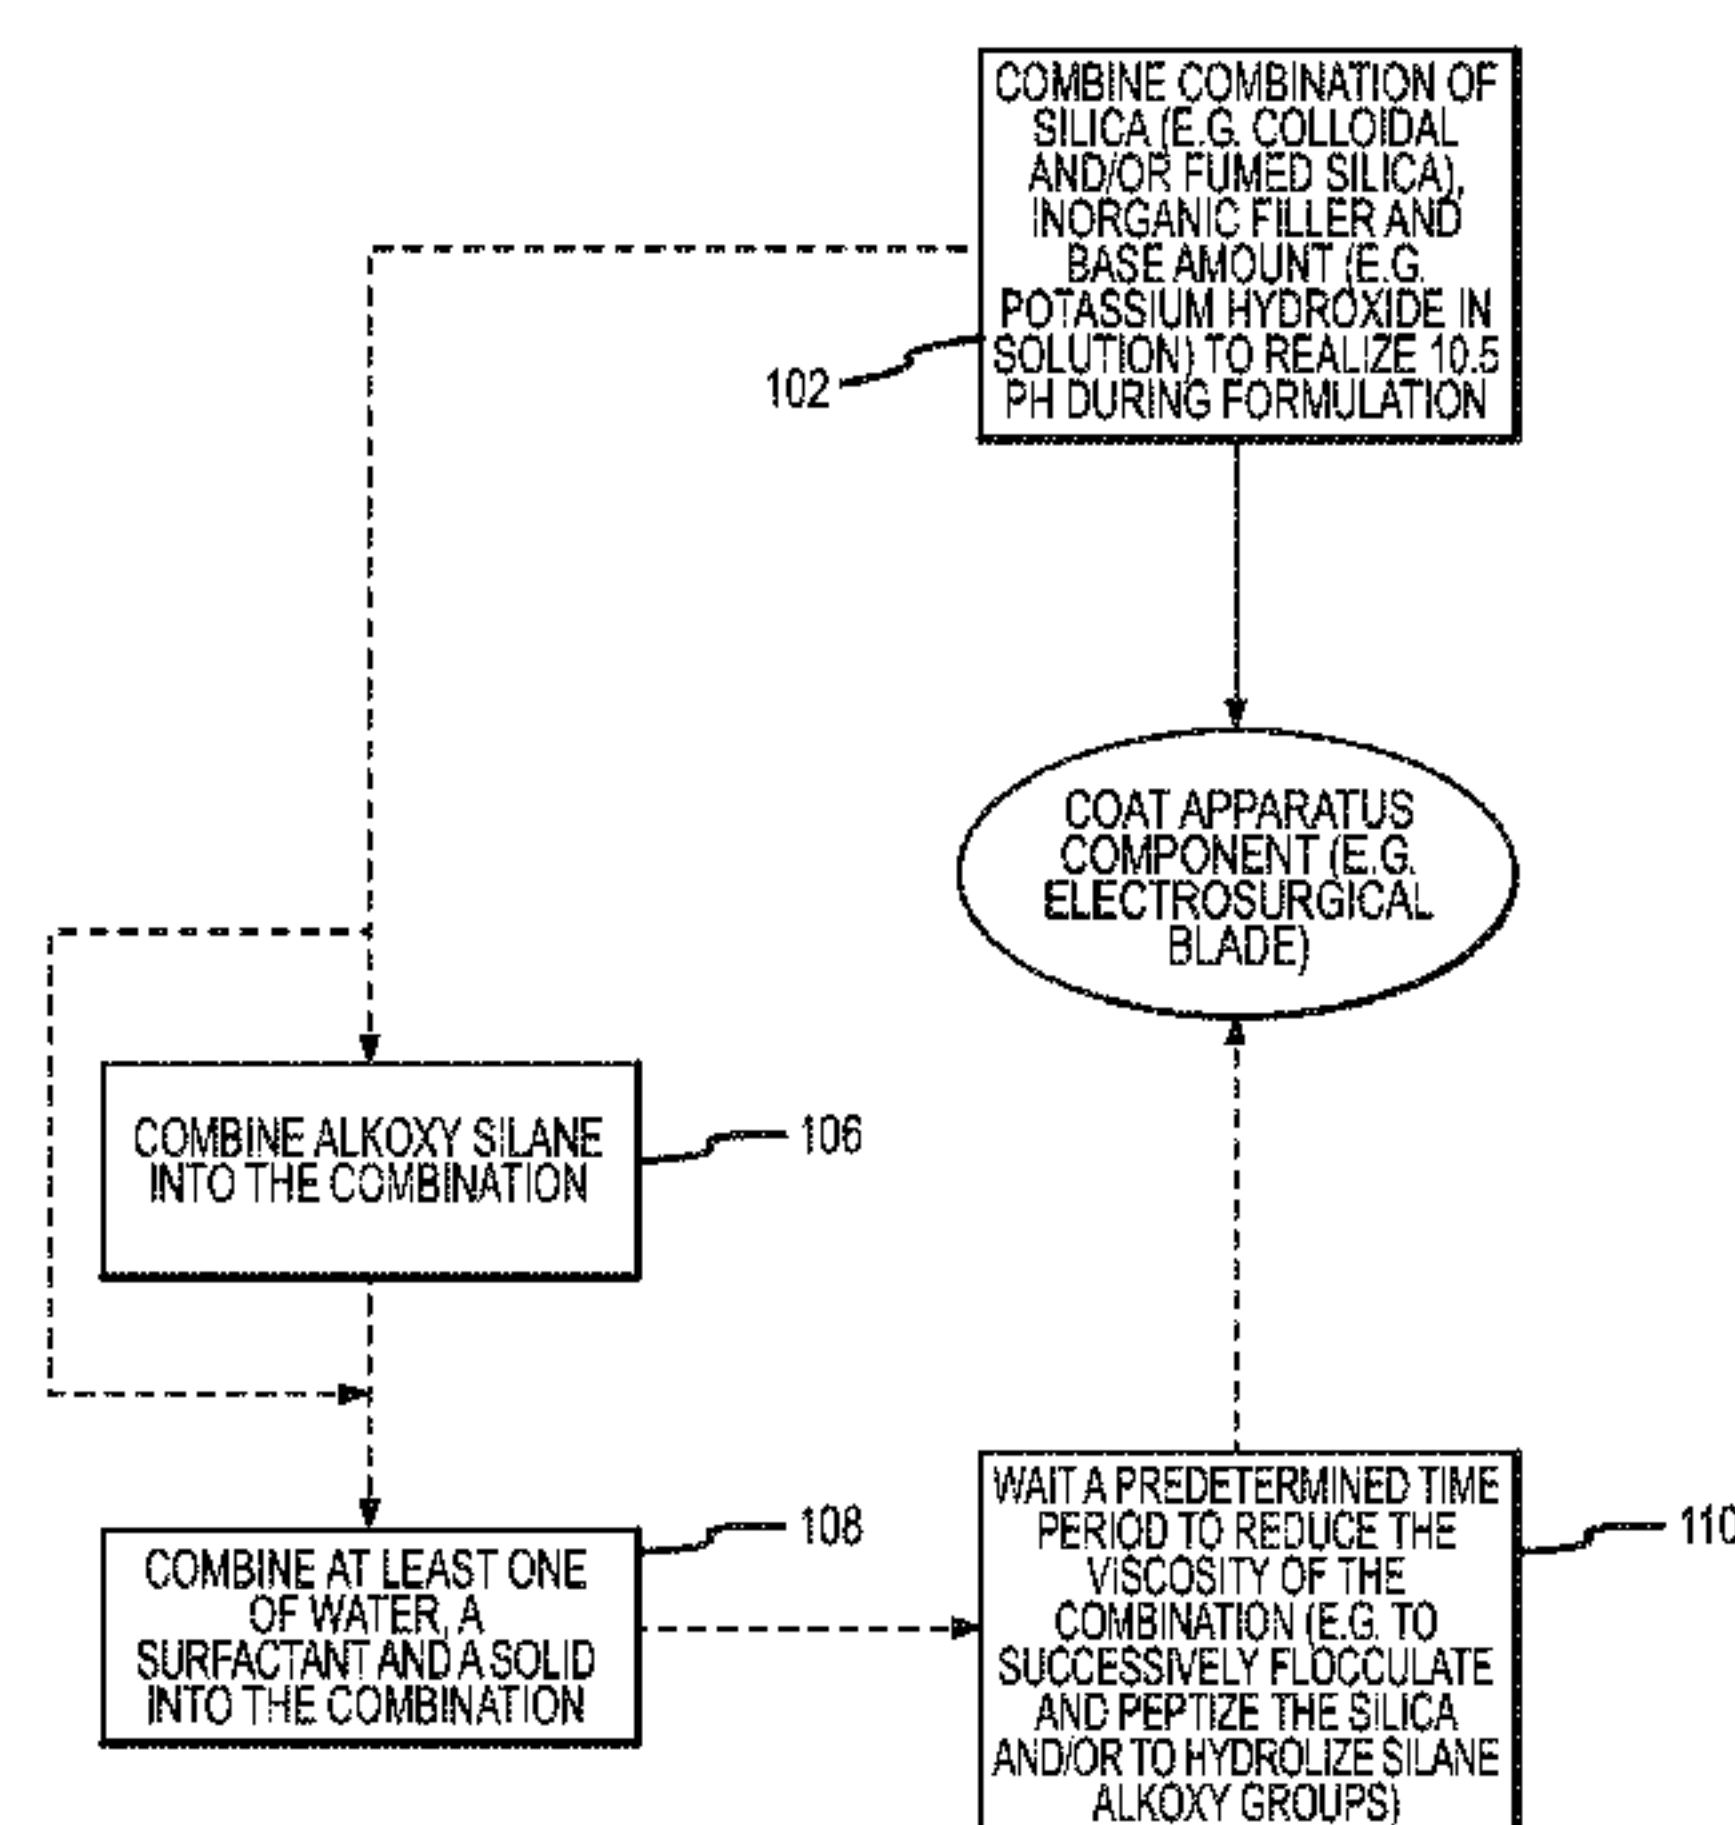 COMBINE COMBINATION OF
SILICA (E.G. COLLOIDAL
AND/OR FUMED SILICA),
INORGANIC FILLER AND
BASE AMOUNT (E.G.
POTASSIUM HYDROXIDE IN
SOLUTION) TO REALIZE 10.5
PH DURING FORMULATION
102
COAT APPARATUS
COMPONENT (E.G.
ELECTROSURGICAL
BLADE)
COMBINE ALKOXY SILANE
INTO THE COMBINATION
106
COMBINE AT LEAST ONE
OF WATER, A
SURFACTANT AND A SOLID
INTO THE COMBINATION
108
WAIT A PREDETERMINED TIME
PERIOD TO REDUCE THE
VISCOSITY OF THE
COMBINATION (E.G. TO
SUCCESSIVELY FLOCCULATE
AND PEPTIZE THE SILICA
AND/OR TO HYDROLIZE SILANE
ALKOXY GROUPS)
110